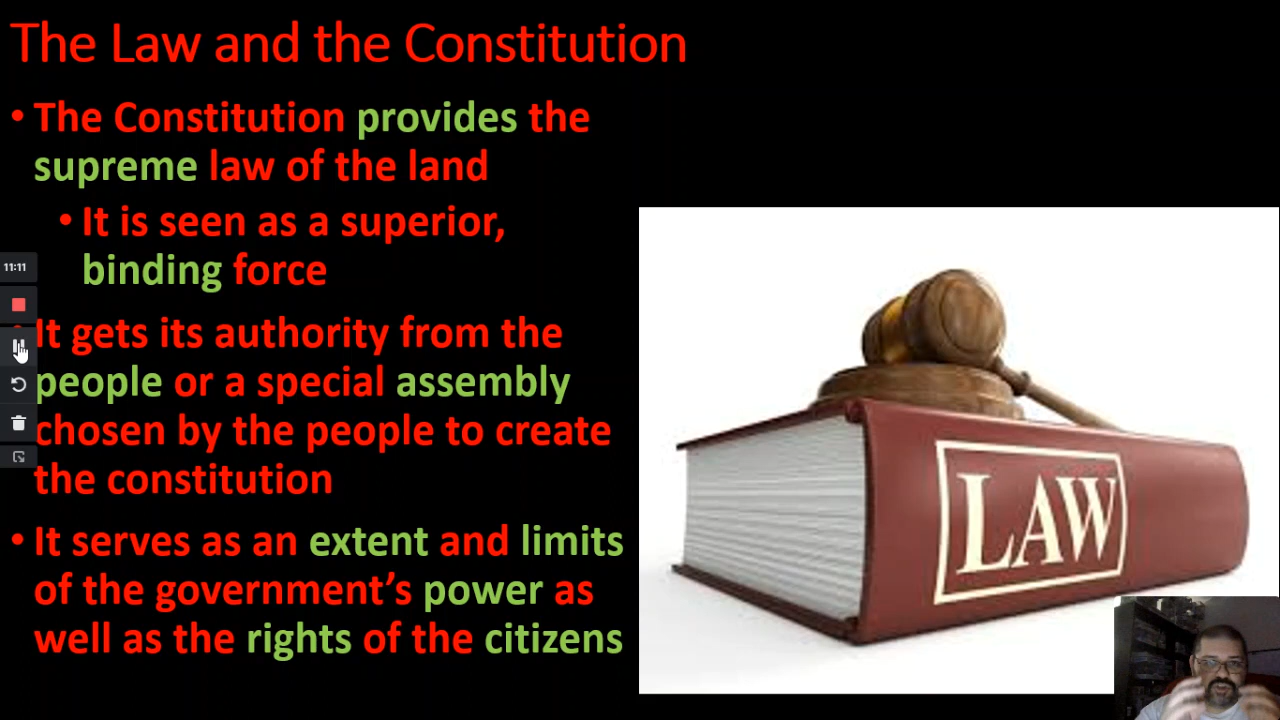 The Law and the Constitution
• The Constitution provides the
supreme law of the land
• It is seen as a superior,
binding force
11:11
• It gets its authority from the
people or a special assembly
chosen by the people to create
the constitution
• It serves as an extent and limits
of the government’s power as
well as the rights of the citizens
LAW